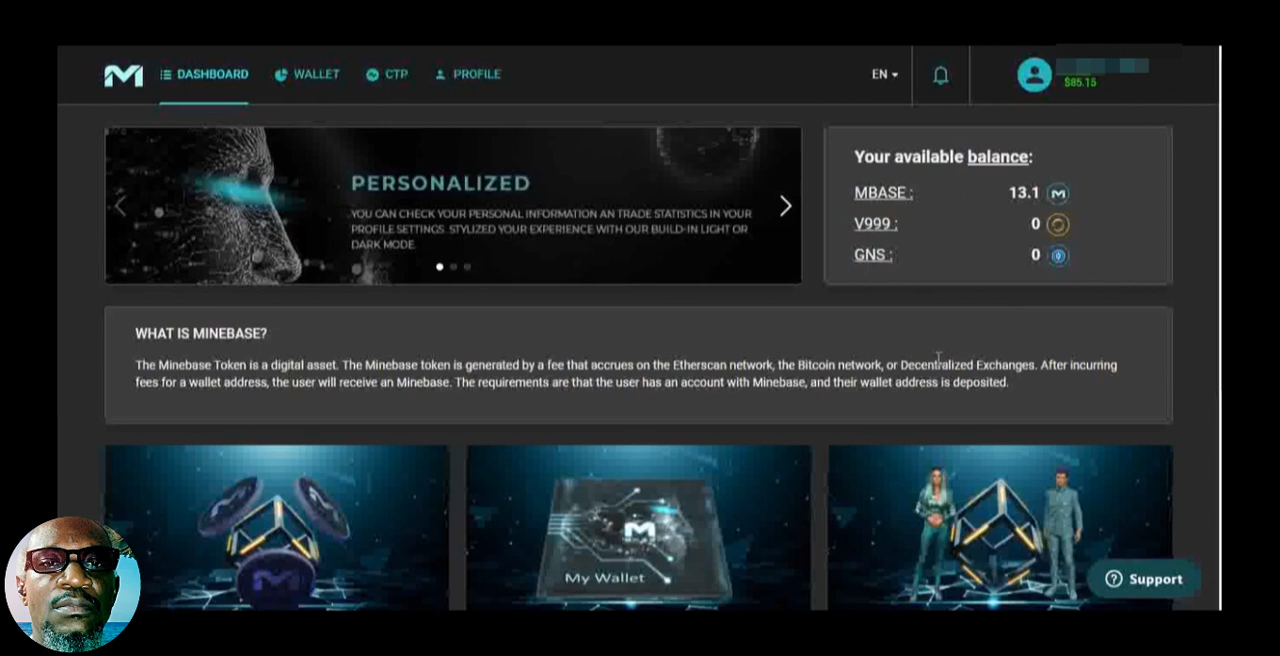 DASHBOARD
WALLET
CTP
PROFILE
EN
$85.15
PERSONALIZED
YOU CAN CHECK YOUR PERSONAL INFORMATION AN TRADE STATISTICS IN YOUR
PROFILE SETTINGS. STYLIZED YOUR EXPERIENCE WITH OUR BUILD-IN LIGHT OR
DARK MODE.
Your available balance:
MBASE : 13.1
V999 : 0
GNS : 0
WHAT IS MINEBASE?
The Minebase Token is a digital asset. The Minebase token is generated by a fee that accrues on the Etherscan network, the Bitcoin network, or Decentralized Exchanges. After incurring
fees for a wallet address, the user will receive an Minebase. The requirements are that the user has an account with Minebase, and their wallet address is deposited.
My Wallet
Support